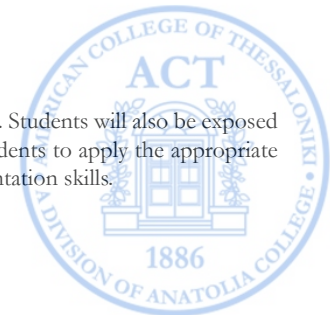 . Students will also be exposed
dents to apply the appropriate
ntation skills.
AMERICAN COLLEGE OF THESSALONIKI
ACT
1886
A DIVISION OF ANATOLIA COLLEGE